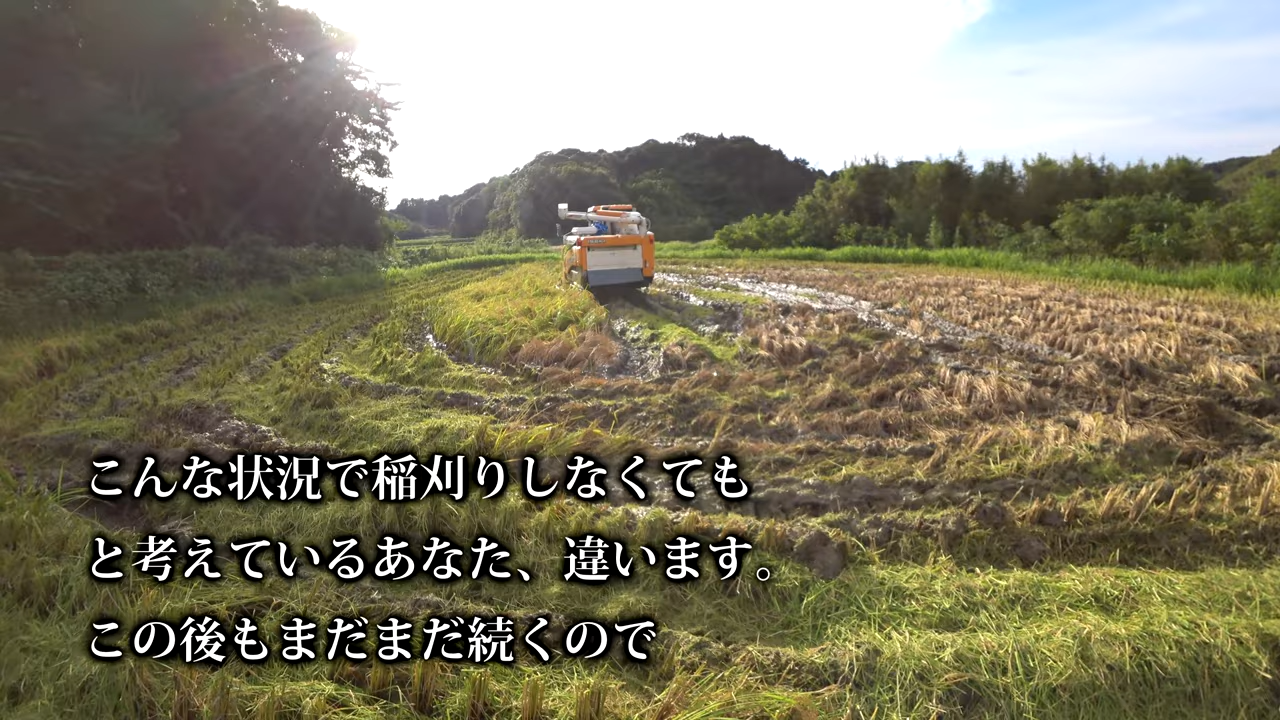 こんな状況で稲刈りしなくても
と考えているあなた、違います。
この後もまだまだ続くので